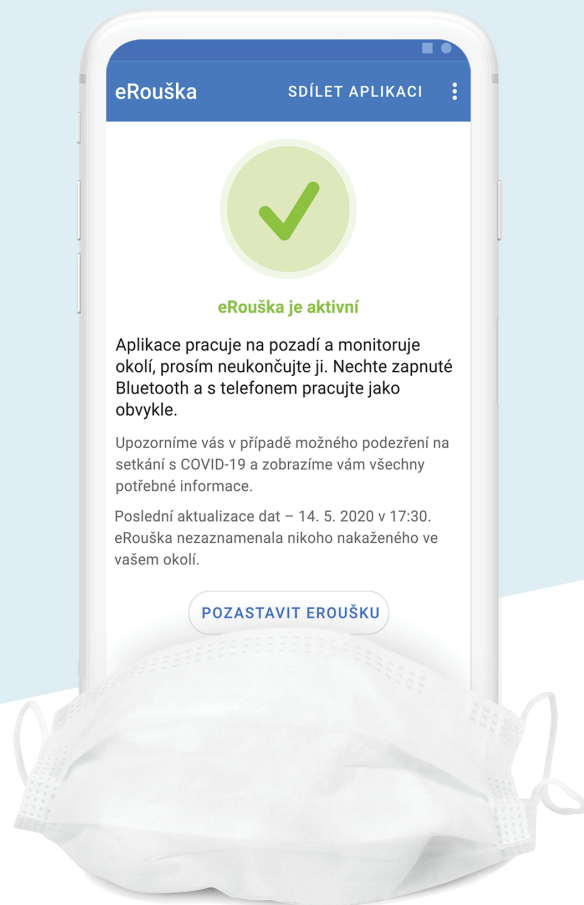 eRouška
SDÍLET APLIKACI
eRouška je aktivní
Aplikace pracuje na pozadí a monitoruje
okolí, prosím neukončujte ji. Nechte zapnuté
Bluetooth a s telefonem pracujte jako
obvykle.
Upozorníme vás v případě možného podezření na
setkání s COVID-19 a zobrazíme vám všechny
potřebné informace.
Poslední aktualizace dat – 14. 5. 2020 v 17:30.
eRouška nezaznamenala nikoho nakaženého ve
vašem okolí.
POZASTAVIT EROUŠKU